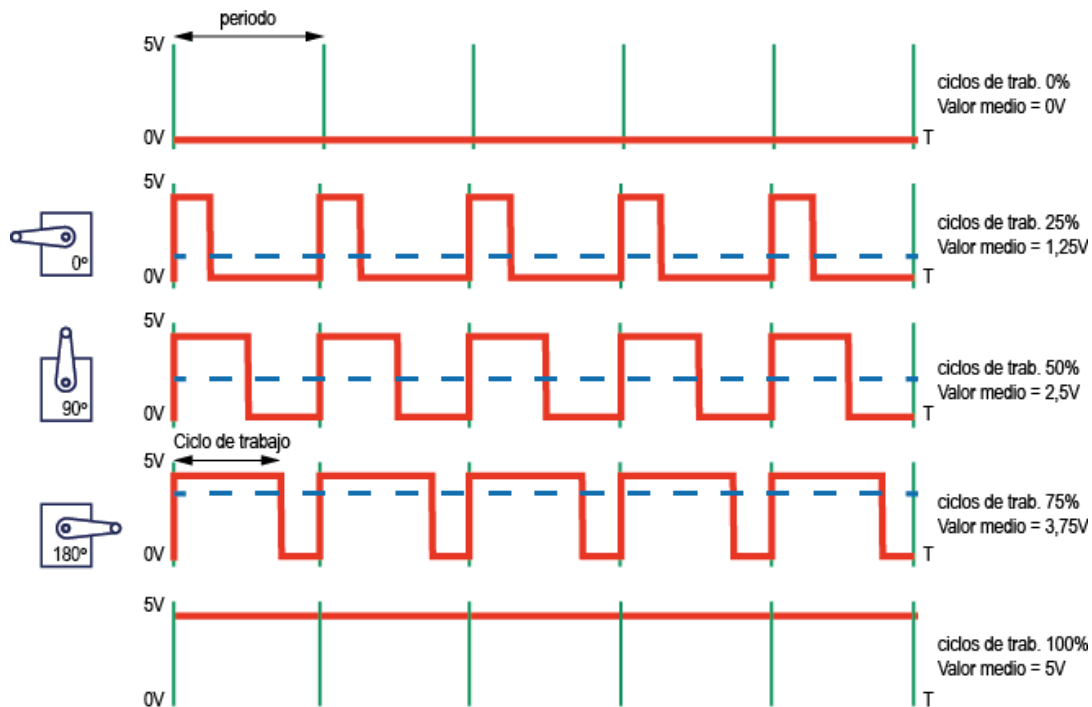 periodo
5V
0V
T
ciclos de trab. 0%
Valor medio = 0V
5V
0º
0V
T
ciclos de trab. 25%
Valor medio = 1,25V
5V
90º
0V
T
ciclos de trab. 50%
Valor medio = 2,5V
Ciclo de trabajo
5V
180º
0V
T
ciclos de trab. 75%
Valor medio = 3,75V
5V
0V
T
ciclos de trab. 100%
Valor medio = 5V